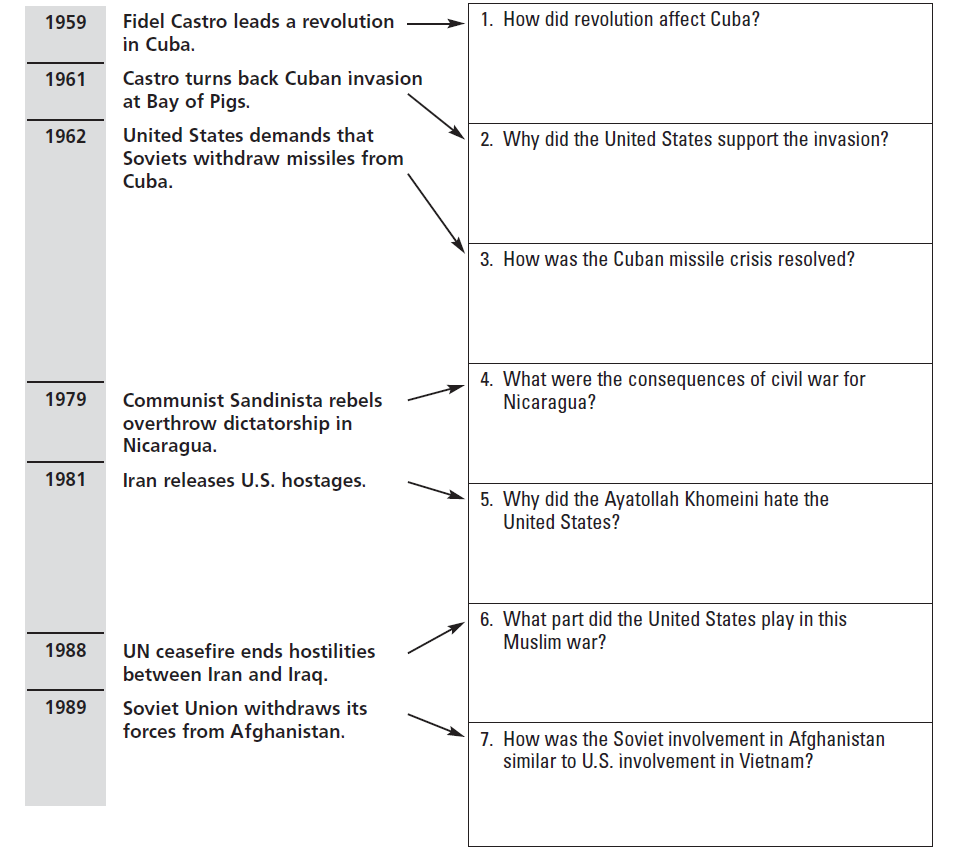 1959
Fidel Castro leads a revolution
in Cuba.
1961
Castro turns back Cuban invasion
at Bay of Pigs.
1962
United States demands that
Soviets withdraw missiles from
Cuba.
1979
Communist Sandinista rebels
overthrow dictatorship in
Nicaragua.
1981
Iran releases U.S. hostages.
1988
UN ceasefire ends hostilities
between Iran and Iraq.
1989
Soviet Union withdraws its
forces from Afghanistan.
1. How did revolution affect Cuba?
2. Why did the United States support the invasion?
3. How was the Cuban missile crisis resolved?
4. What were the consequences of civil war for
Nicaragua?
5. Why did the Ayatollah Khomeini hate the
United States?
6. What part did the United States play in this
Muslim war?
7. How was the Soviet involvement in Afghanistan
similar to U.S. involvement in Vietnam?